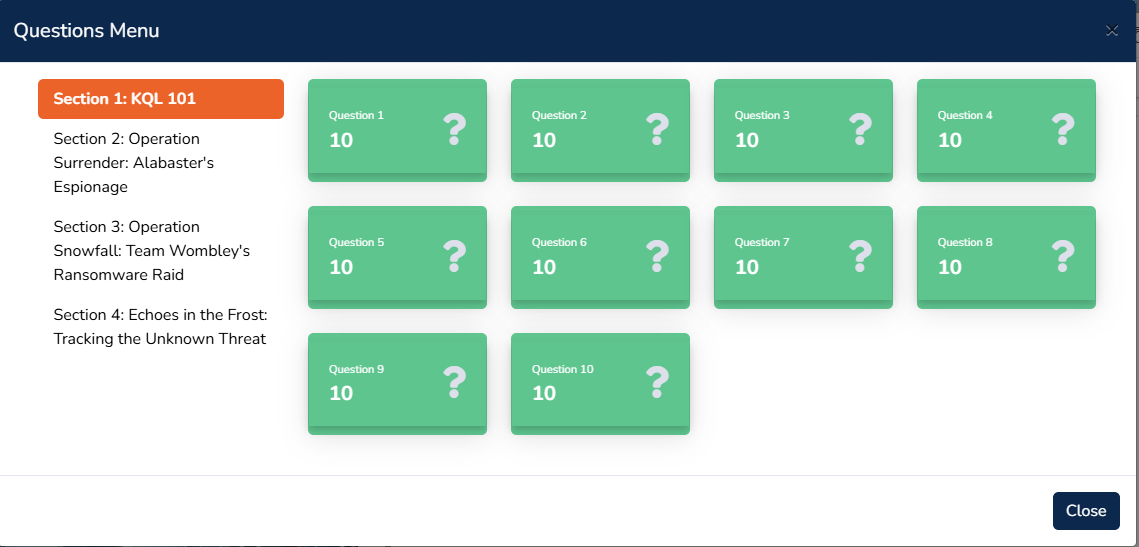 Questions Menu
×
Section 1: KQL 101
Section 2: Operation
Surrender: Alabaster's
Espionage
Section 3: Operation
Snowfall: Team Wombley's
Ransomware Raid
Section 4: Echoes in the Frost:
Tracking the Unknown Threat
Question 1
10
?
Question 2
10
?
Question 3
10
?
Question 4
10
?
Question 5
10
?
Question 6
10
?
Question 7
10
?
Question 8
10
?
Question 9
10
?
Question 10
10
?
Close